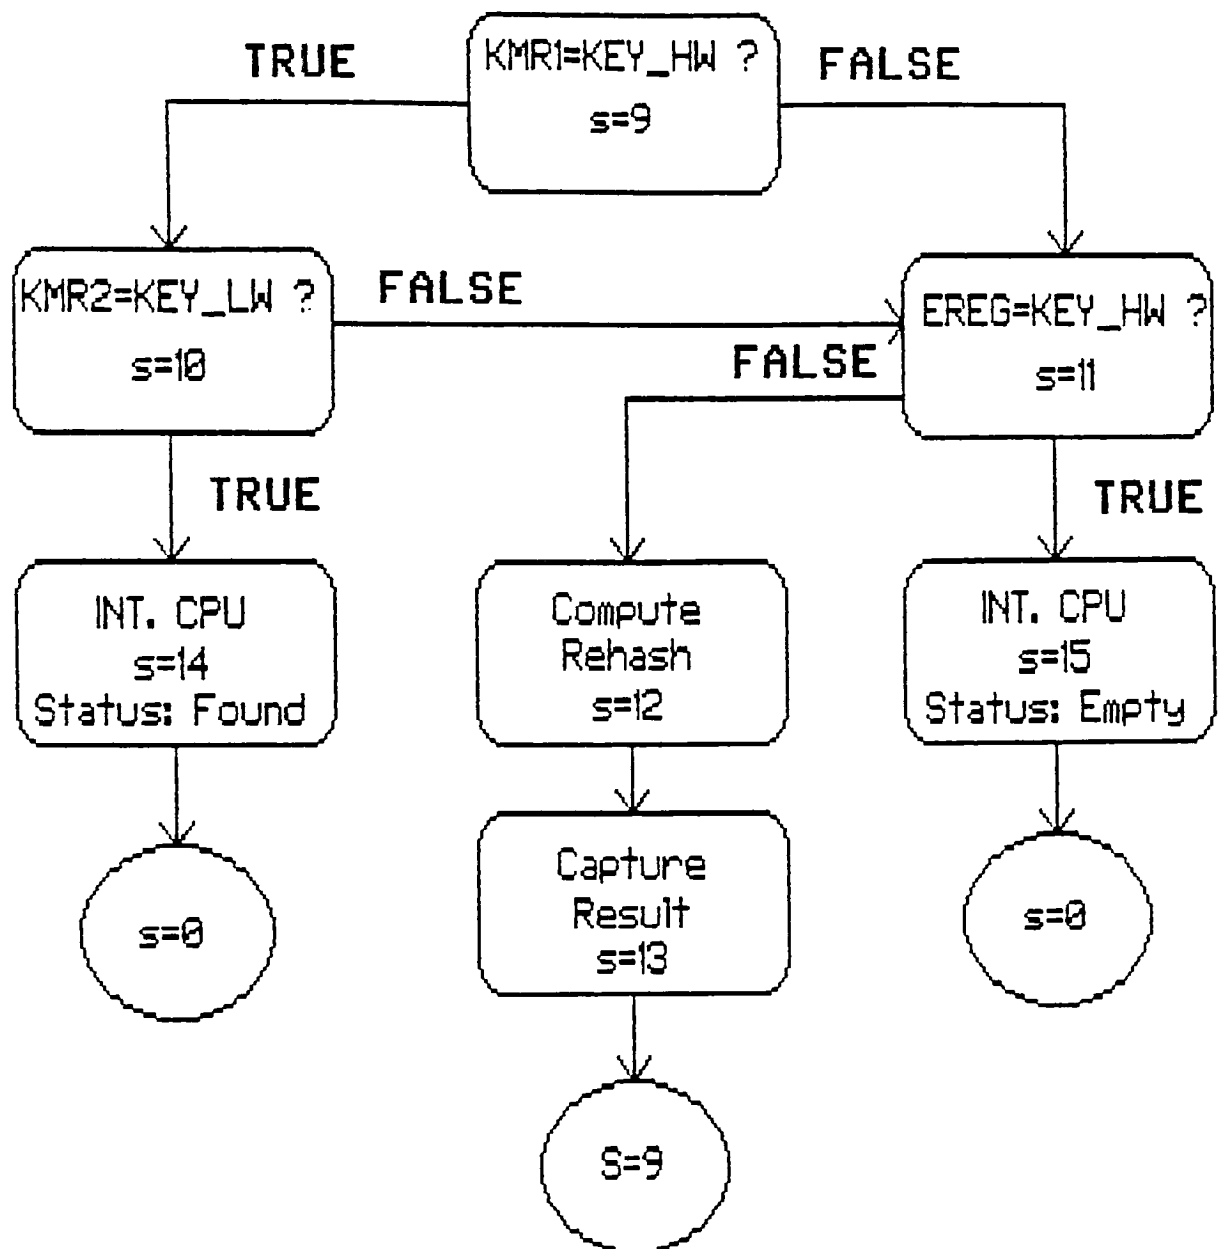 TRUE
KMR1=KEY_HW ?
FALSE
s=9
KMR2=KEY_LW ?
s=10
FALSE
EREG=KEY_HW ?
s=11
FALSE
TRUE
TRUE
INT. CPU
s=14
Status: Found
Compute
Rehash
s=12
INT. CPU
s=15
Status: Empty
Capture
Result
s=13
s=0
s=0
S=9